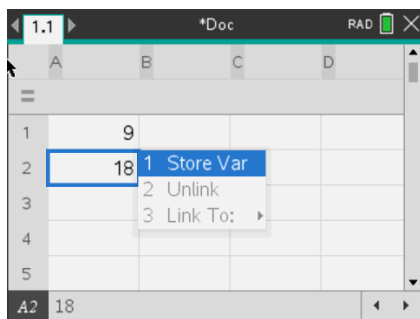 1.1 *Doc RAD
A B C D
=
1 9
2 18 1 Store Var
2 Unlink
3 3 Link To:
4
5
A2 18